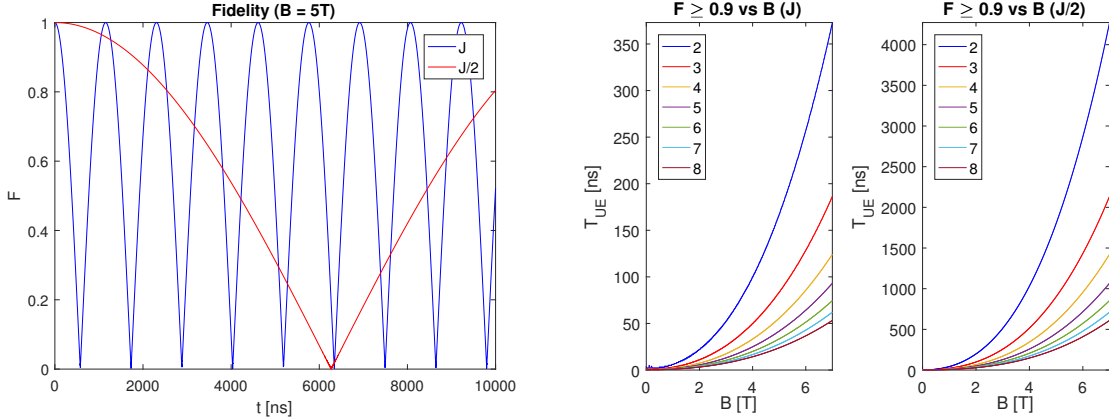 Fidelity (B = 5T)
1
0.8
0.6
0.4
0.2
0
F
J
J/2
0 2000 4000 6000 8000 10000
t [ns]
F ≥ 0.9 vs B (J)
350
300
250
200
150
100
50
0
T_UE [ns]
2
3
4
5
6
7
8
0 2 4 6
B [T]
F ≥ 0.9 vs B (J/2)
4000
3500
3000
2500
2000
1500
1000
500
0
T_UE [ns]
2
3
4
5
6
7
8
0 2 4 6
B [T]